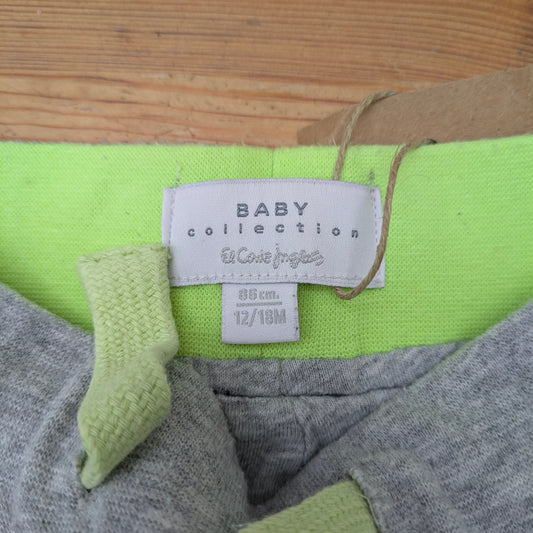 BABY
collection
El Corte Inglés
86 cm.
12/18M